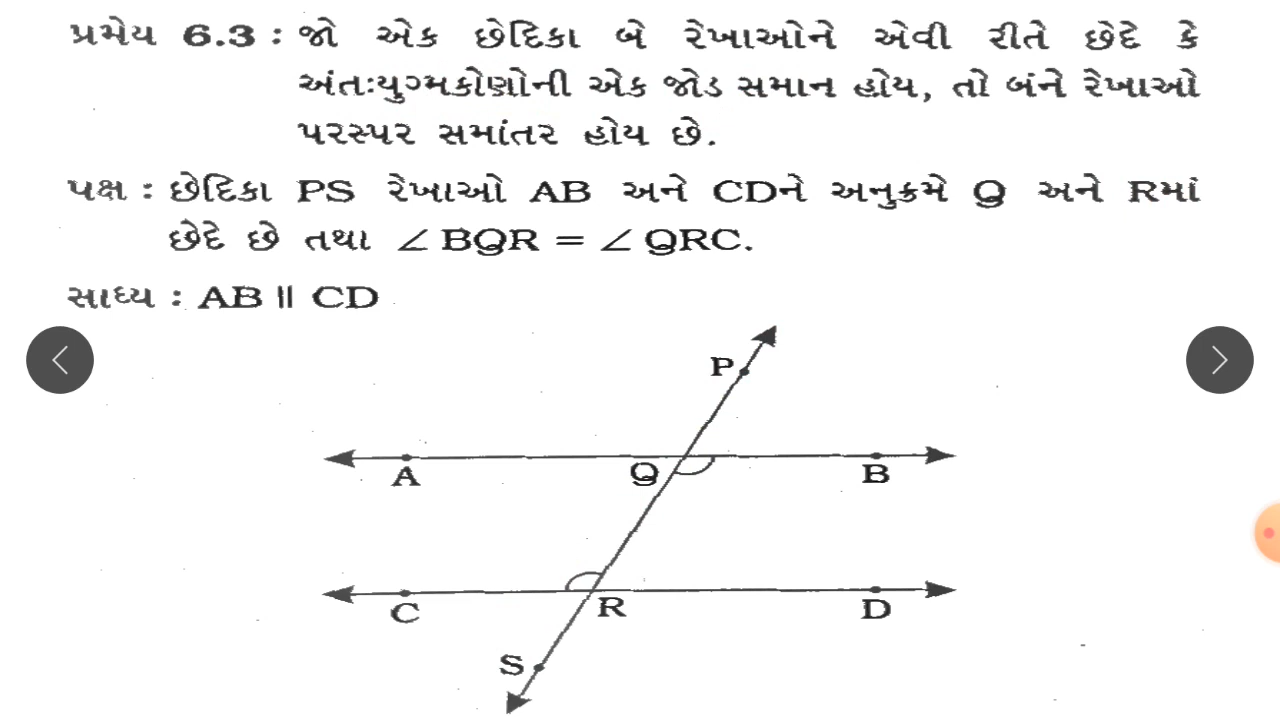 પ્રમેય 6.3 : જો એક છેદિકા બે રેખાઓને એવી રીતે છેદે કે
અંતઃયુગ્મકોણોની એક જોડ સમાન હોય, તો બંને રેખાઓ
પરસ્પર સમાંતર હોય છે.
પક્ષ : છેદિકા PS રેખાઓ AB અને CDને અનુક્રમે Q અને Rમાં
છેદે છે તથા ∠ BQR = ∠ QRC.
સાધ્ય : AB || CD
P
A Q B
C R D
S